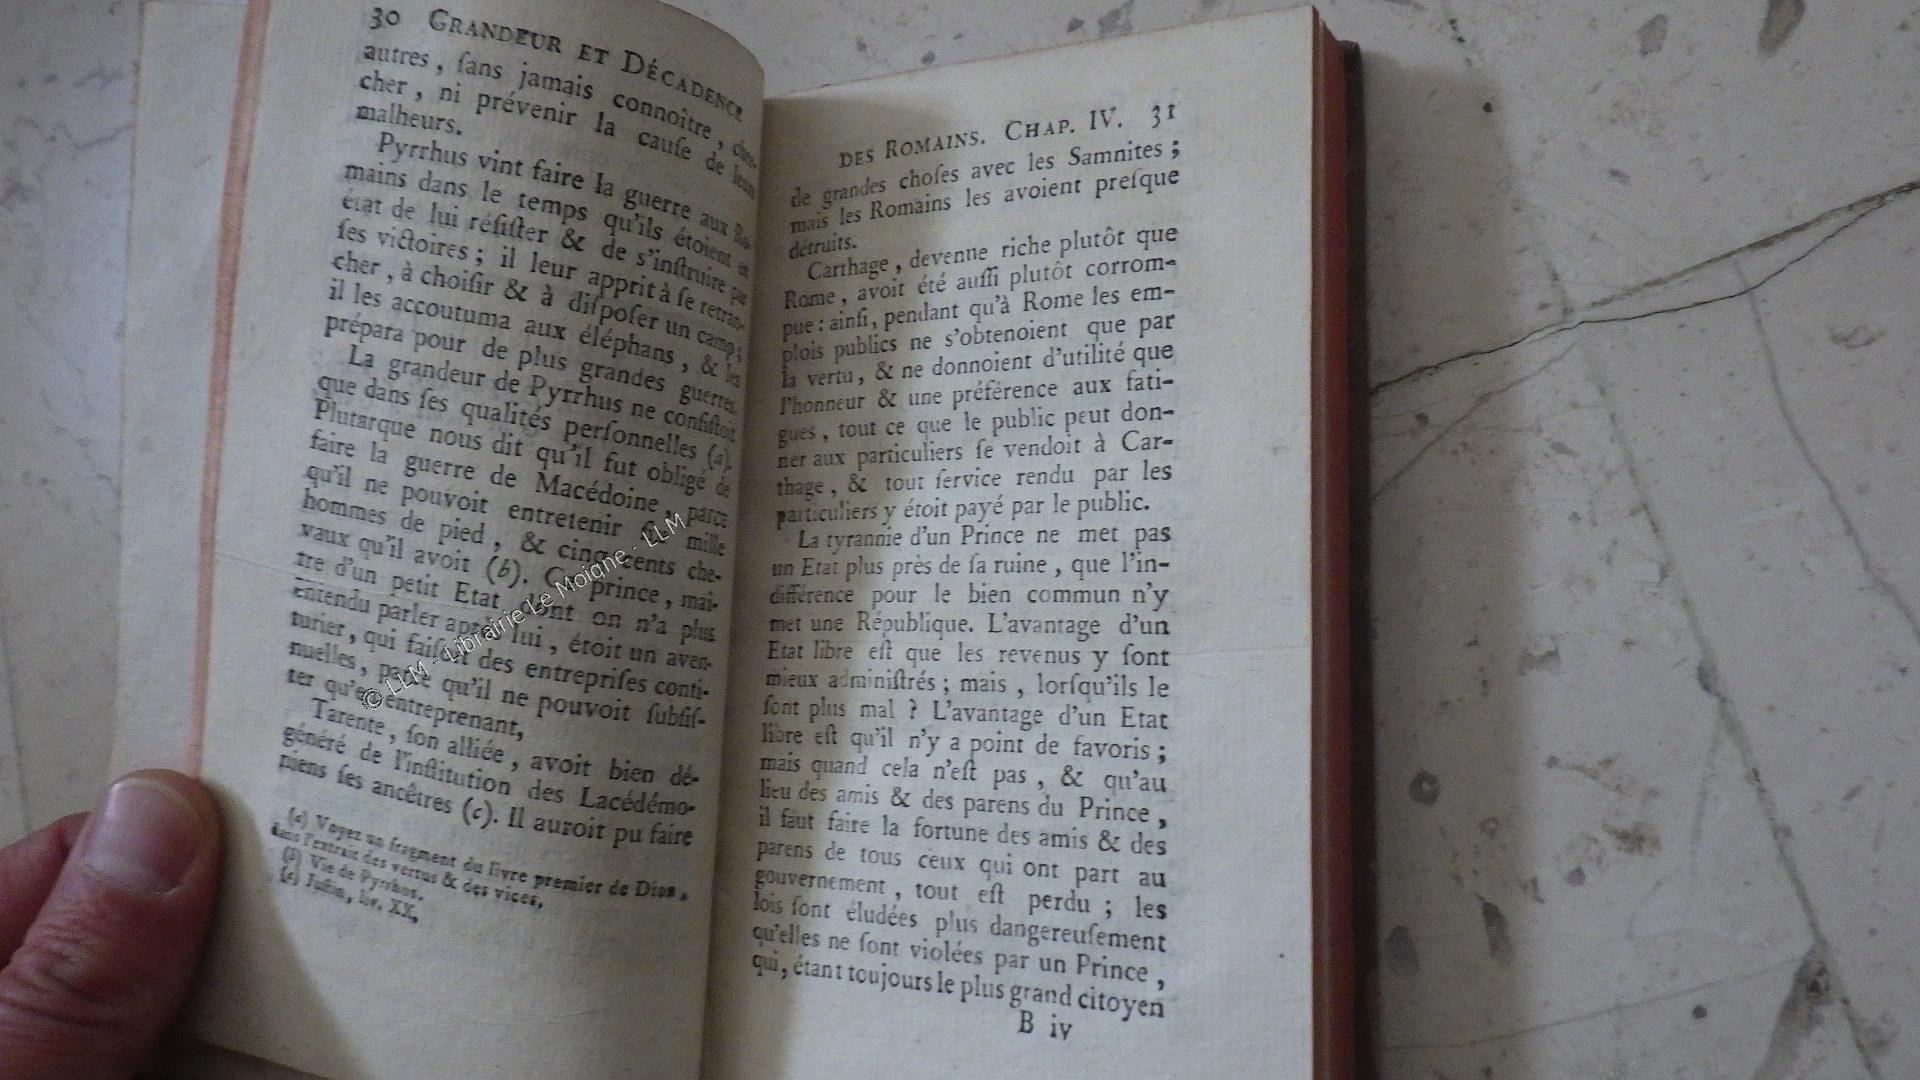 30 GRANDEUR ET DÉCADENCE
autres, ſans jamais connoître, cher-
cher, ni prévenir la cauſe de leurs
malheurs.
Pyrrhus vint faire la guerre aux Ro-
mains dans le temps qu'ils étoient en
état de lui réſiſter & de s'inſtruire par
ſes victoires; il leur apprit à ſe retran-
cher, à choiſir & à diſpoſer un camp;
il les accoutuma aux éléphans, & les
prépara pour de plus grandes guerres.
La grandeur de Pyrrhus ne conſiſtoit
que dans ſes qualités perſonnelles (a).
Plutarque nous dit qu'il fut obligé de
faire la guerre de Macédoine, parce
qu'il ne pouvoit entretenir ſix mille
hommes de pied, & cinq cents che-
vaux qu'il avoit (b). Ce prince, maî-
tre d'un petit Etat dont on n'a plus
entendu parler après lui, étoit un aven-
turier, qui faiſoit des entrepriſes conti-
nuelles, parce qu'il ne pouvoit ſubſiſ-
ter qu'en entreprenant,
Tarente, ſon alliée, avoit bien dé-
généré de l'inſtitution des Lacédémo-
niens ſes ancêtres (c). Il auroit pu faire
(a) Voyez un fragment du livre premier de Dion,
dans l'extrait des vertus & des vices,
(b) Vie de Pyrrhus.
(c) Juſtin, liv. XX,
© LLM - Librairie Le Moigne - LLM
DES ROMAINS. CHAP. IV. 31
de grandes choſes avec les Samnites;
mais les Romains les avoient preſque
détruits.
Carthage, devenue riche plutôt que
Rome, avoit été auſſi plutôt corrom-
pue: ainſi, pendant qu'à Rome les em-
plois publics ne s'obtenoient que par
la vertu, & ne donnoient d'utilité que
l'honneur & une préférence aux fati-
gues, tout ce que le public peut don-
ner aux particuliers ſe vendoit à Car-
thage, & tout ſervice rendu par les
particuliers y étoit payé par le public.
La tyrannie d'un Prince ne met pas
un Etat plus près de ſa ruine, que l'in-
différence pour le bien commun n'y
met une République. L'avantage d'un
Etat libre eſt que les revenus y ſont
mieux adminiſtrés; mais, lorſqu'ils le
ſont plus mal? L'avantage d'un Etat
libre eſt qu'il n'y a point de favoris;
mais quand cela n'eſt pas, & qu'au
lieu des amis & des parens du Prince,
il faut faire la fortune des amis & des
parens de tous ceux qui ont part au
gouvernement, tout eſt perdu; les
lois ſont éludées plus dangereuſement
qu'elles ne ſont violées par un Prince,
qui, étant toujours le plus grand citoyen
B iv